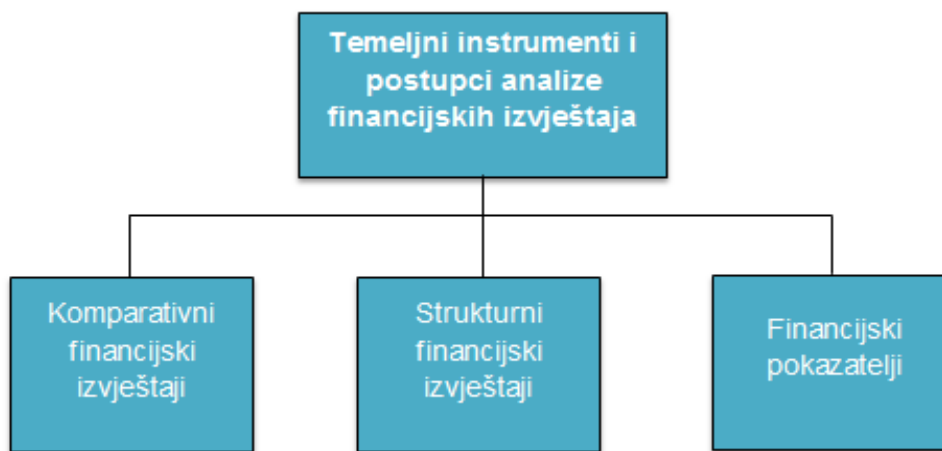 Temeljni instrumenti i
postupci analize
financijskih izvještaja
Komparativni
financijski
izvještaji
Strukturni
financijski
izvještaji
Financijski
pokazatelji